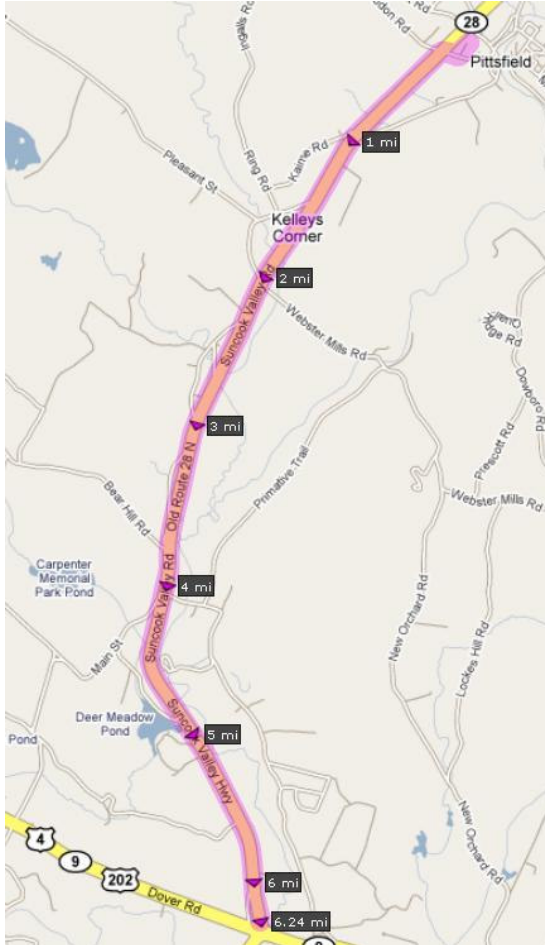 28
Ingalls Rd
Pittsfield
1 mi
Kaime Rd
Ring Rd
Pleasant St
Kelleys
Corner
2 mi
Suncook Valley Rd
Webster Mills Rd
Ridge Rd
Dowboro Rd
3 mi
Old Route 28 N
Prescott Rd
Primative Trail
Bear Hill Rd
Webster Mills Rd
Carpenter
Memorial
Park Pond
4 mi
Suncook Valley Rd
New Orchard Rd
Lockes Hill Rd
Main St
Deer Meadow
Pond
Pond
5 mi
Suncook Valley Hwy
New Orchard Rd
4
9
202
Dover Rd
6 mi
6.24 mi